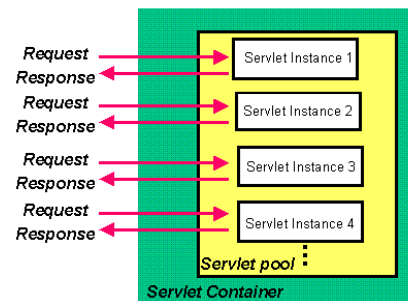 Request
Response
Servlet Instance 1
Request
Response
Servlet Instance 2
Request
Response
Servlet Instance 3
Request
Response
Servlet Instance 4
Servlet pool
Servlet Container